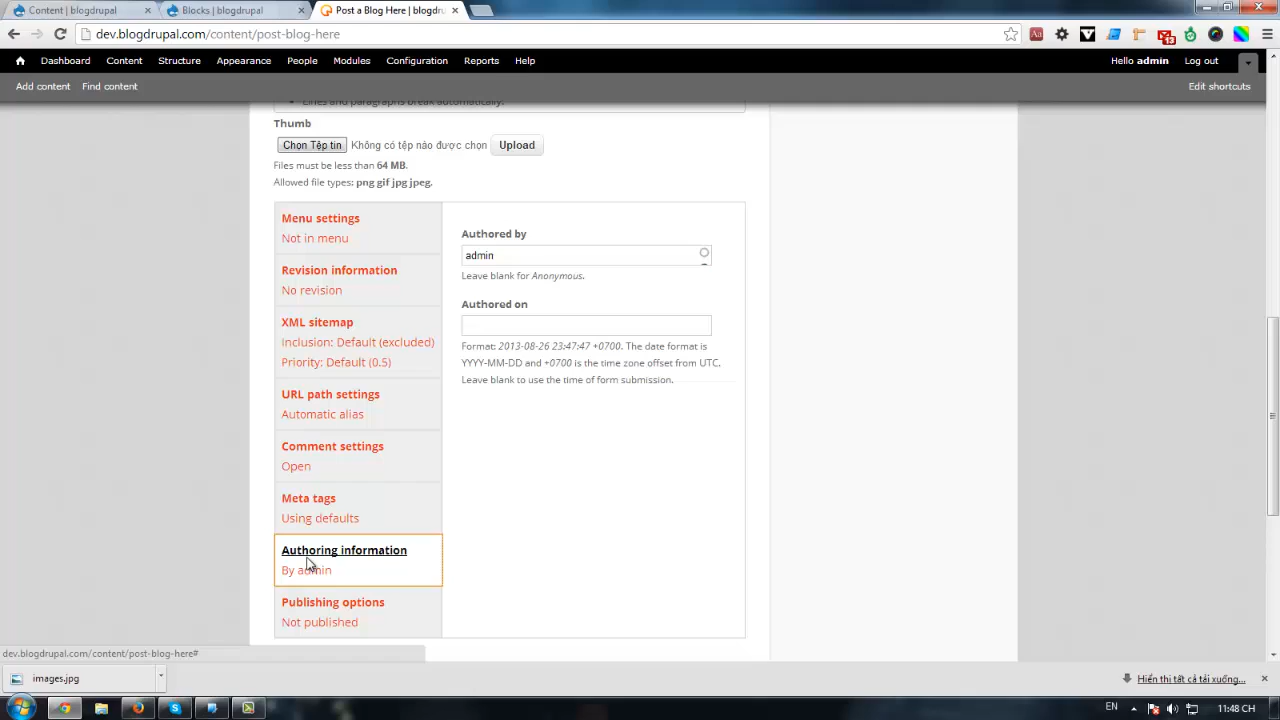 Content | blogdrupal
Blocks | blogdrupal
Post a Blog Here | blogdru
dev.blogdrupal.com/content/post-blog-here
13
Dashboard Content Structure Appearance People Modules Configuration Reports Help
Hello admin Log out
Add content Find content
Edit shortcuts
Lines and paragraphs break automatically.
Thumb
Chọn Tệp tin Không có tệp nào được chọn Upload
Files must be less than 64 MB.
Allowed file types: png gif jpg jpeg.
Menu settings
Not in menu
Revision information
No revision
XML sitemap
Inclusion: Default (excluded)
Priority: Default (0.5)
URL path settings
Automatic alias
Comment settings
Open
Meta tags
Using defaults
Authoring information
By admin
Publishing options
Not published
Authored by
admin
Leave blank for Anonymous.
Authored on
Format: 2013-08-26 23:47:47 +0700. The date format is
YYYY-MM-DD and +0700 is the time zone offset from UTC.
Leave blank to use the time of form submission.
dev.blogdrupal.com/content/post-blog-here#
images.jpg
Hiển thị tất cả tải xuống...
EN
11:48 CH